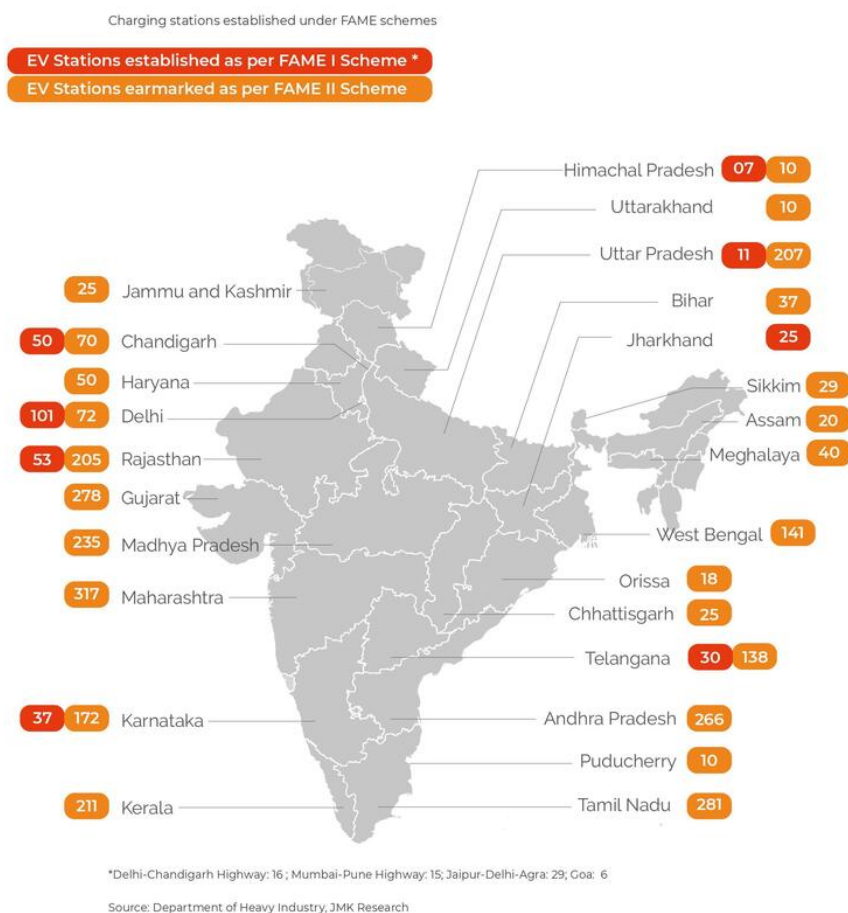 Charging stations established under FAME schemes
EV Stations established as per FAME I Scheme *
EV Stations earmarked as per FAME II Scheme
Himachal Pradesh 07 10
Uttarakhand 10
Uttar Pradesh 11 207
Bihar 37
Jharkhand 25
Sikkim 29
Assam 20
Meghalaya 40
West Bengal 141
Orissa 18
Chhattisgarh 25
Telangana 30 138
Andhra Pradesh 266
Puducherry 10
Tamil Nadu 281
25 Jammu and Kashmir
50 70 Chandigarh
50 Haryana
101 72 Delhi
53 205 Rajasthan
278 Gujarat
235 Madhya Pradesh
317 Maharashtra
37 172 Karnataka
211 Kerala
*Delhi-Chandigarh Highway: 16 ; Mumbai-Pune Highway: 15; Jaipur-Delhi-Agra: 29; Goa: 6
Source: Department of Heavy Industry, JMK Research